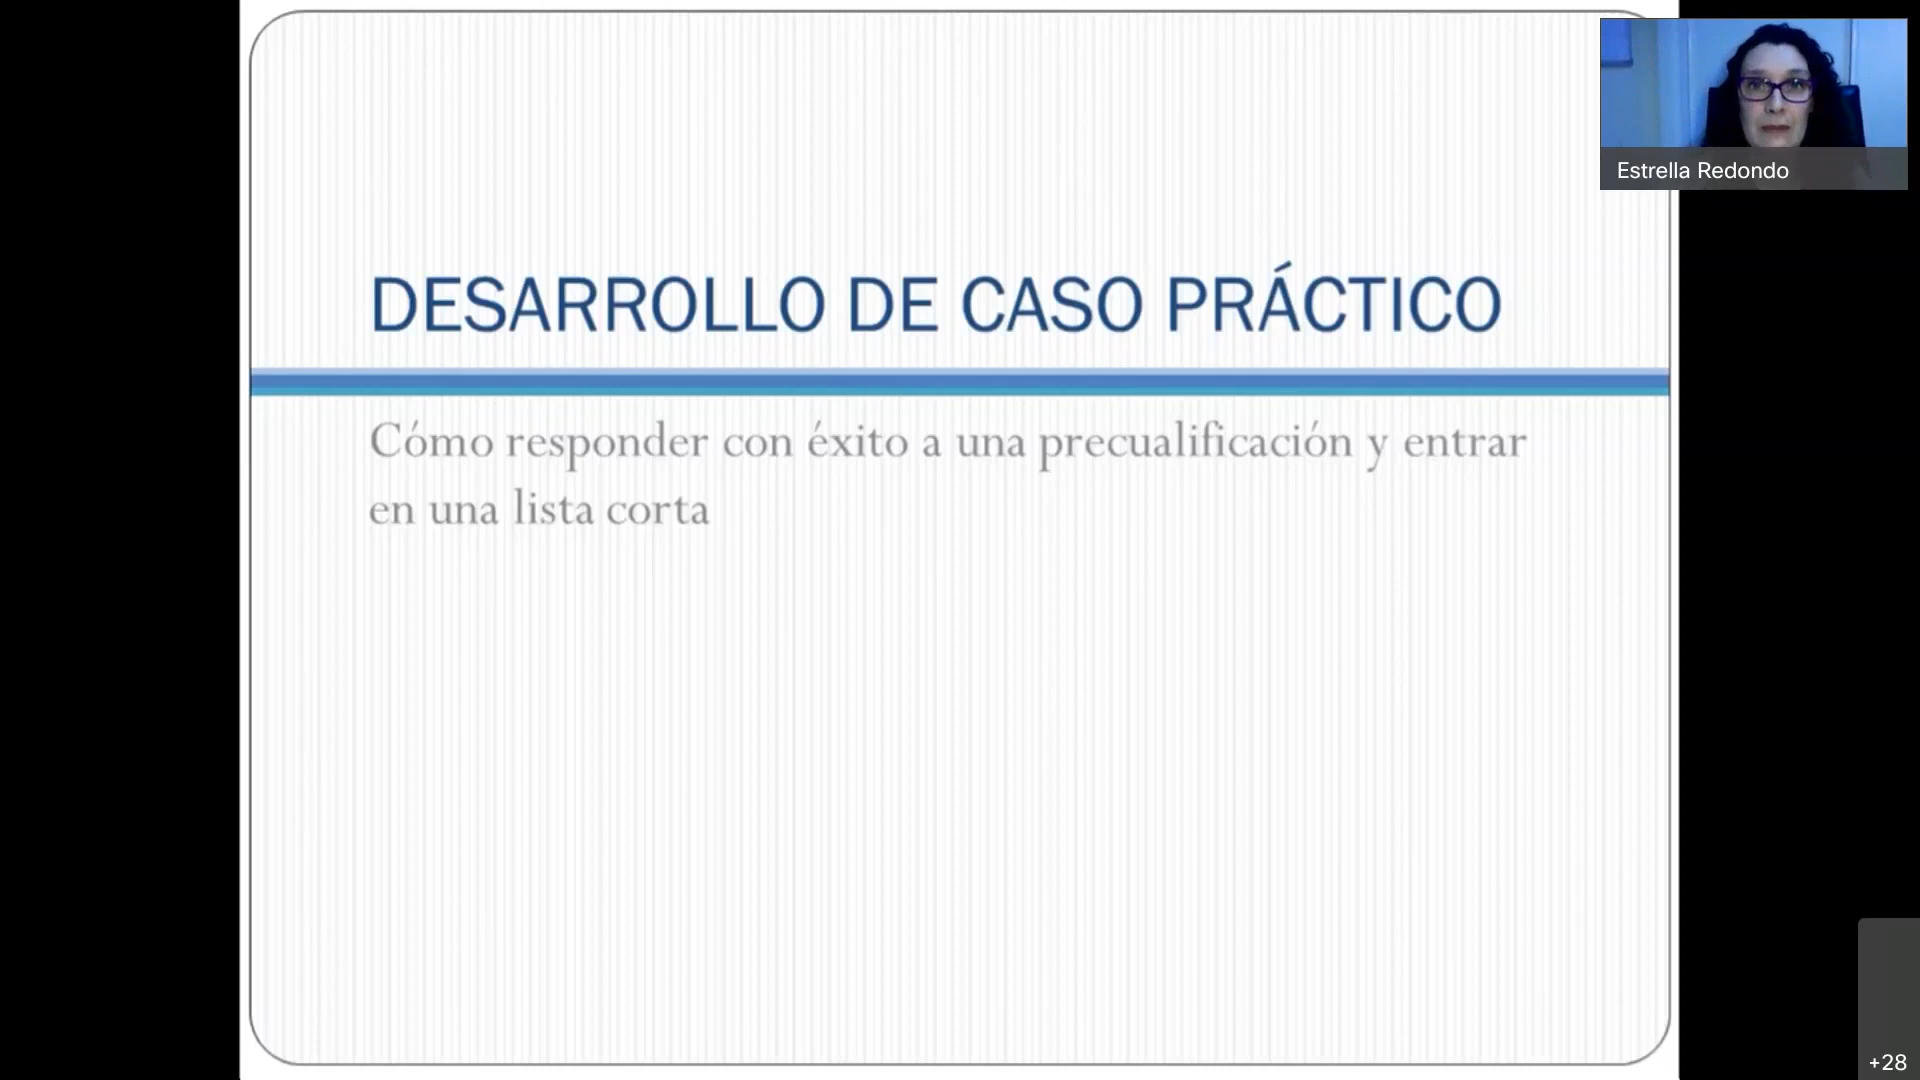 DESARROLLO DE CASO PRÁCTICO
Cómo responder con éxito a una precualificación y entrar
en una lista corta
Estrella Redondo
+28